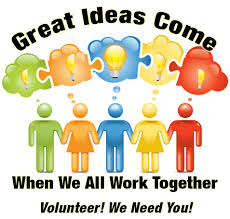 Great Ideas Come
When We All Work Together
Volunteer! We Need You!